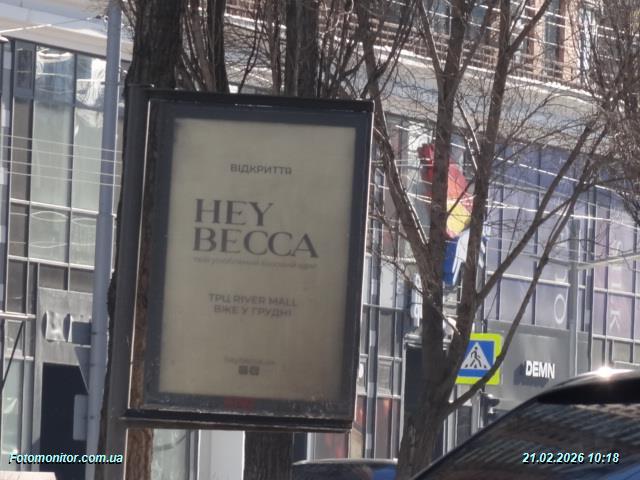 ВІДКРИТТЯ
HEY
BECCA
ТРЦ RIVER MALL
ВЖЕ У ГРУДНІ
DEMN
Fotomonitor.com.ua
21.02.2026 10:18